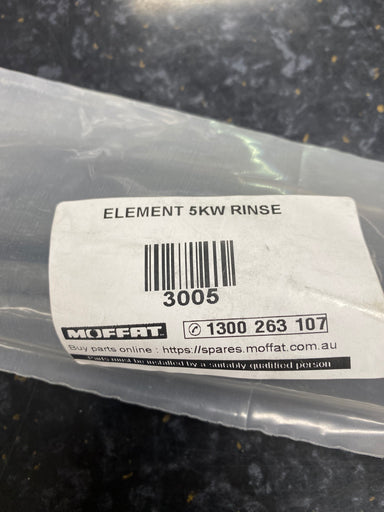 ELEMENT 5KW RINSE
3005
MOFFAT ✆ 1300 263 107
Buy parts online : https://spares.moffat.com.au
Parts must be installed by a suitably qualified person